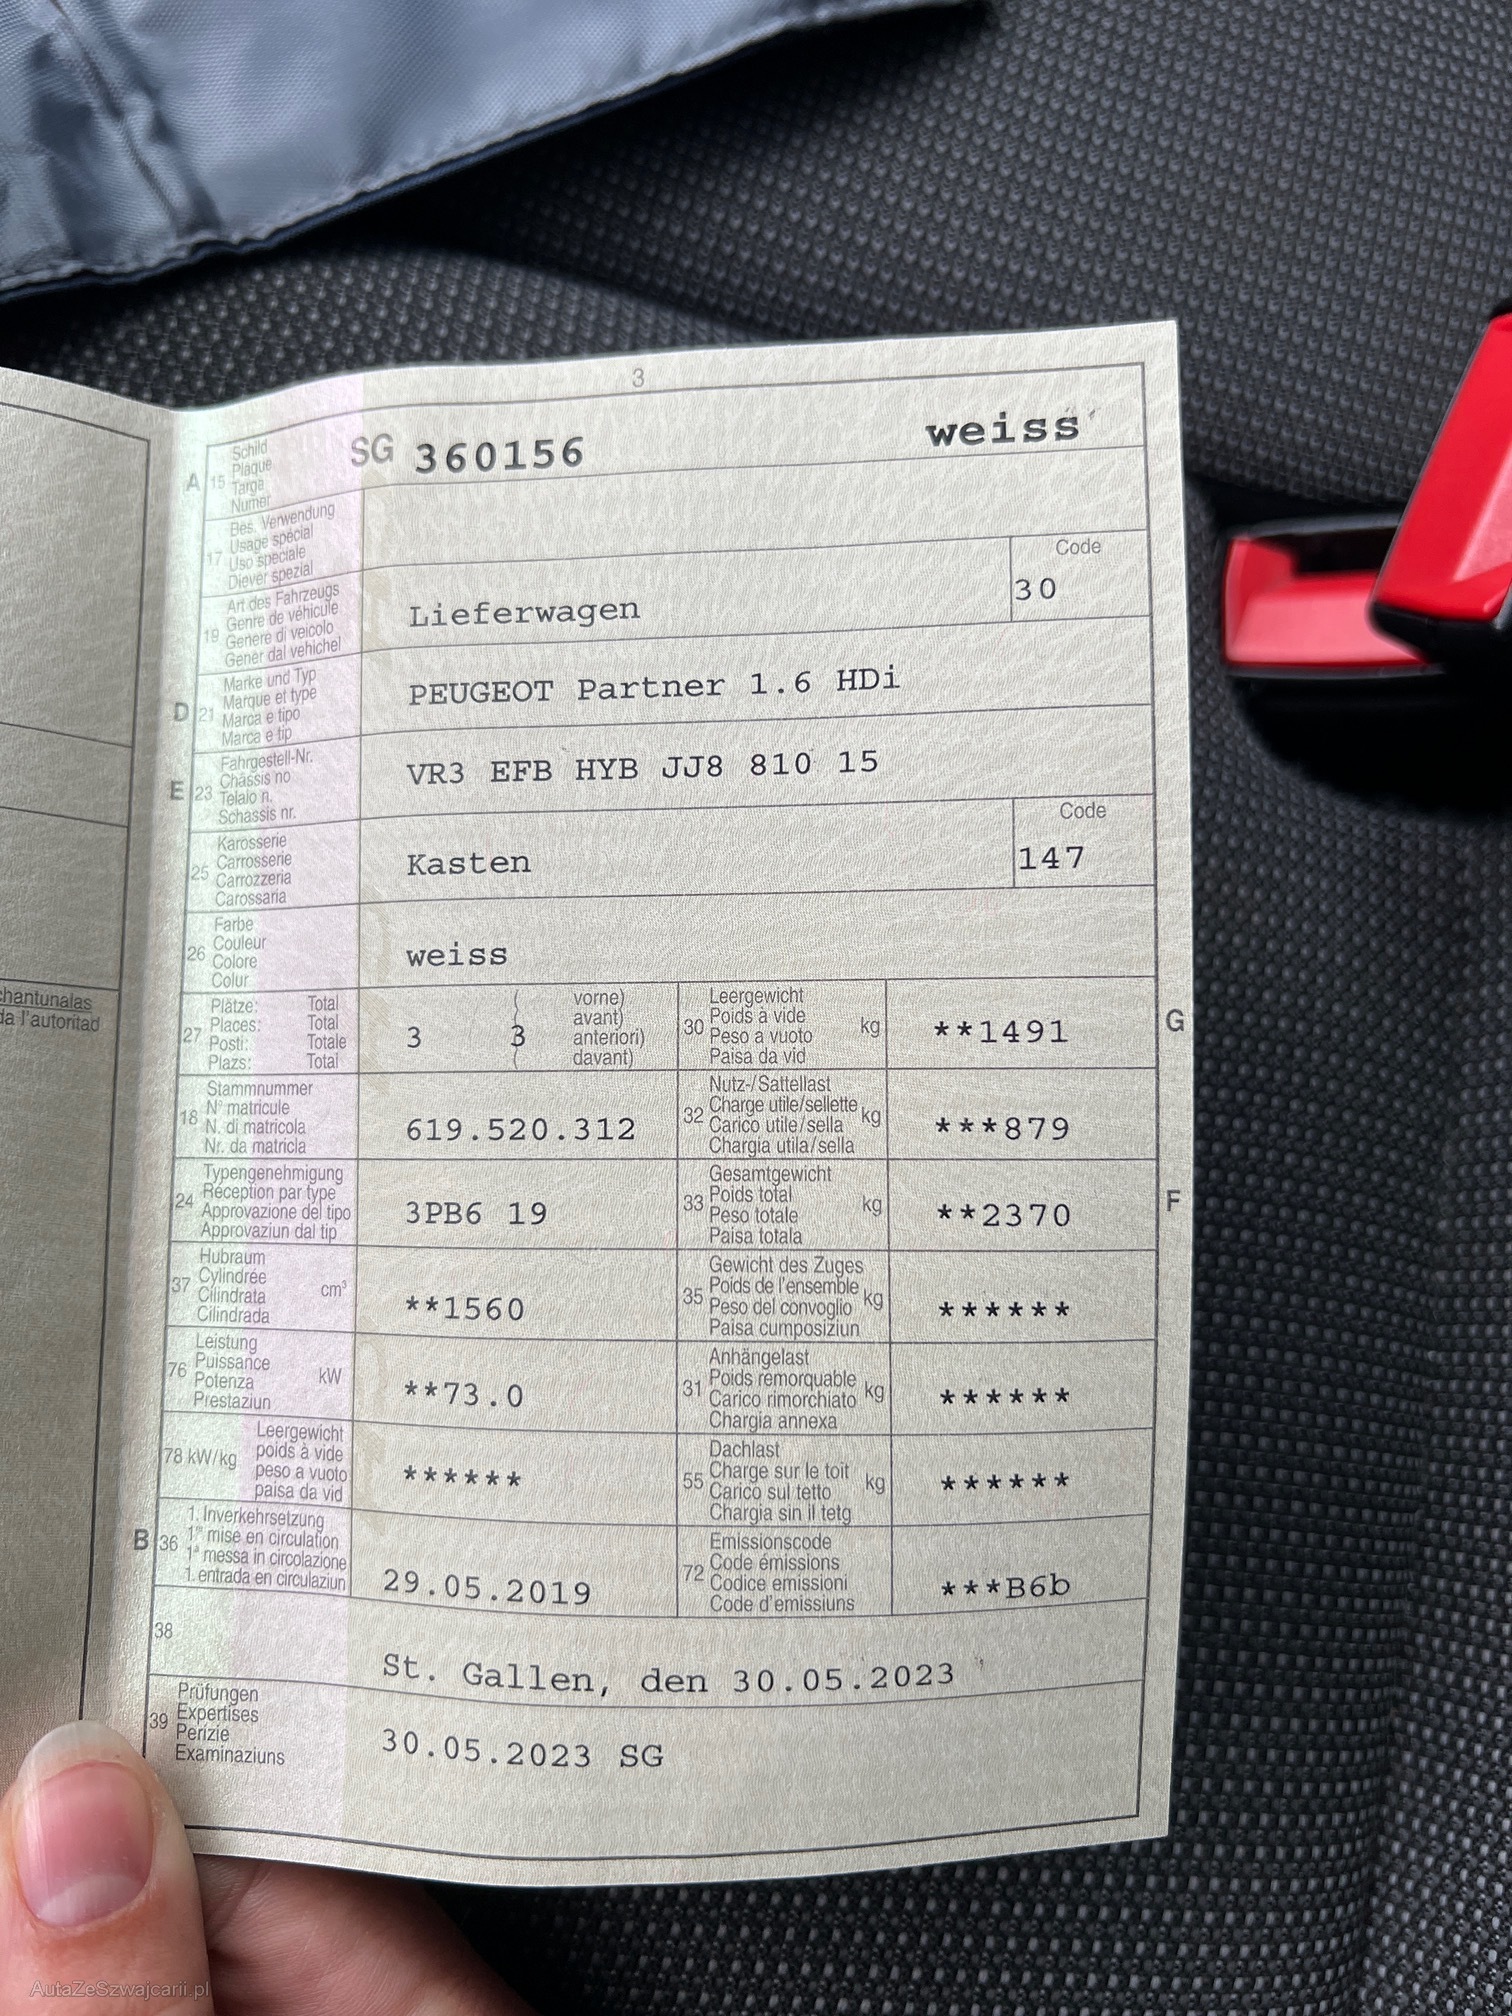 3
A 15 Schild SG 360156 weiss
Plaque
Targa
Numer
17 Bes. Verwendung
Usage spécial
Uso speciale
Diever spezial
19 Art des Fahrzeugs Lieferwagen Code
Genre de véhicule 30
Genere di veicolo
Gener dal vehichel
D 21 Marke und Typ PEUGEOT Partner 1.6 HDi
Marque et type
Marca e tipo
Marca e tip
E 23 Fahrgestell-Nr. VR3 EFB HYB JJ8 810 15
Châssis no
Telaio n.
Schassis nr.
25 Karosserie Kasten Code
Carrosserie 147
Carrozzeria
Carossaria
26 Farbe weiss
Couleur
Colore
Colur
27 Plätze: Total 3 ( 3 vorne)
Places: Total avant)
Posti: Totale anteriori)
Plazs: Total ( davant)
30 Leergewicht kg **1491 G
Poids à vide
Peso a vuoto
Paisa da vid
18 Stammnummer 619.520.312
N° matricule
N. di matricola
Nr. da matricla
32 Nutz-/Sattellast kg ***879
Charge utile/sellette
Carico utile/sella
Chargia utila/sella
24 Typengenehmigung 3PB6 19
Réception par type
Approvazione del tipo
Approvaziun dal tip
33 Gesamtgewicht kg **2370 F
Poids total
Peso totale
Paisa totala
37 Hubraum cm³ **1560
Cylindrée
Cilindrata
Cilindrada
35 Gewicht des Zuges kg ******
Poids de l'ensemble
Peso del convoglio
Paisa cumposiziun
76 Leistung kW **73.0
Puissance
Potenza
Prestaziun
31 Anhängelast kg ******
Poids remorquable
Carico rimorchiato
Chargia annexa
78 kW/kg Leergewicht ******
poids à vide
peso a vuoto
paisa da vid
55 Dachlast kg ******
Charge sur le toit
Carico sul tetto
Chargia sin il tetg
B 36 1. Inverkehrsetzung 29.05.2019
1re mise en circulation
1a messa in circolazione
1. entrada en circulaziun
72 Emissionscode ***B6b
Code émissions
Codice emissioni
Code d'emissiuns
38 St. Gallen, den 30.05.2023
39 Prüfungen 30.05.2023 SG
Expertises
Perizie
Examinaziuns
chantunalas
da l'autoritad
AutaZeSzwajcarii.pl